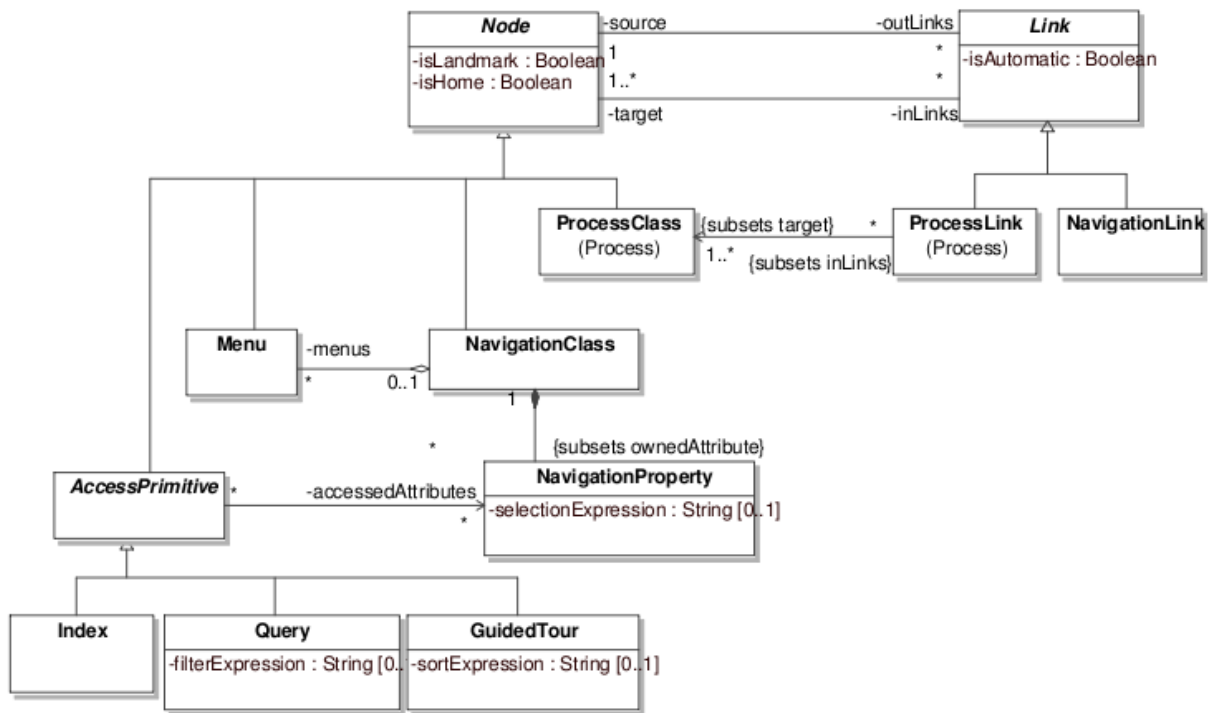 Node
-isLandmark : Boolean
-isHome : Boolean
-source
1
1..*
-target
-outLinks
*
*
-inLinks
Link
-isAutomatic : Boolean
ProcessClass
(Process)
{subsets target}
*
1..*
{subsets inLinks}
ProcessLink
(Process)
NavigationLink
Menu
-menus
*
0..1
NavigationClass
1
*
{subsets ownedAttribute}
AccessPrimitive
*
-accessedAttributes
*
NavigationProperty
-selectionExpression : String [0..1]
Index
Query
-filterExpression : String [0..
GuidedTour
-sortExpression : String [0..1]